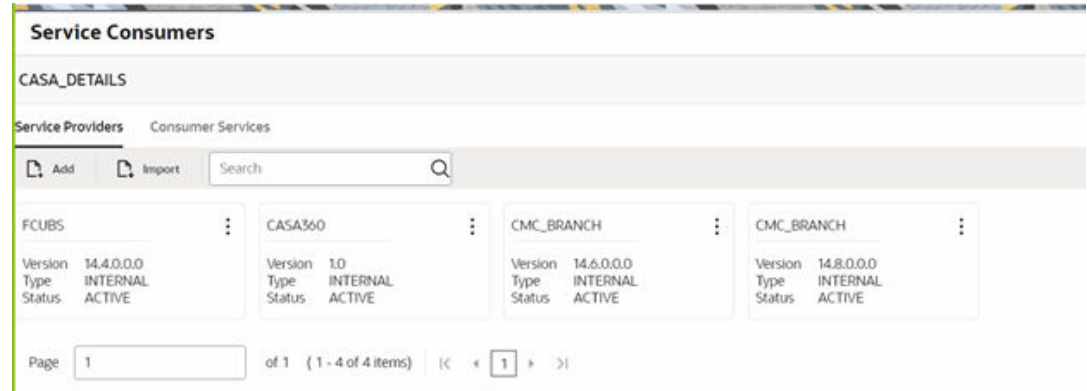 Service Consumers
CASA_DETAILS
Service Providers Consumer Services
Add Import Search
FCUBS CASA360 CMC_BRANCH CMC_BRANCH
Version 14.4.0.0.0 Version 1.0 Version 14.6.0.0.0 Version 14.8.0.0.0
Type INTERNAL Type INTERNAL Type INTERNAL Type INTERNAL
Status ACTIVE Status ACTIVE Status ACTIVE Status ACTIVE
Page 1 of 1 (1 - 4 of 4 items) 1